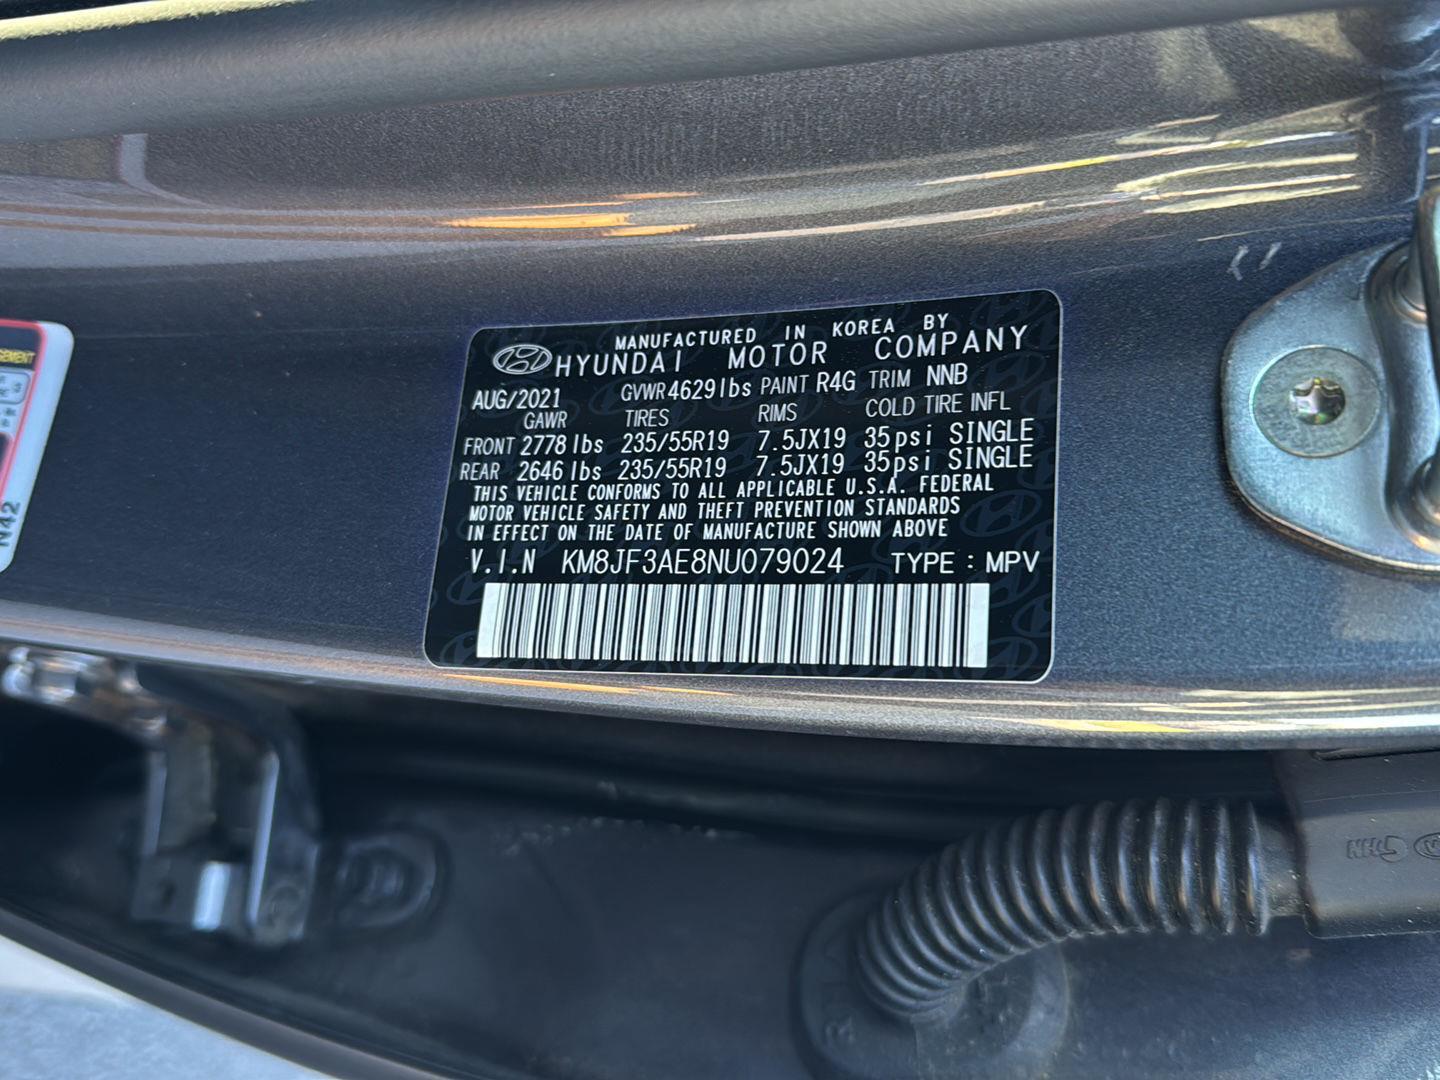 MANUFACTURED IN KOREA BY
HYUNDAI MOTOR COMPANY
AUG/2021 GVWR 4629 lbs PAINT R4G TRIM NNB
GAWR TIRES RIMS COLD TIRE INFL
FRONT 2778 lbs 235/55R19 7.5JX19 35psi SINGLE
REAR 2646 lbs 235/55R19 7.5JX19 35psi SINGLE
THIS VEHICLE CONFORMS TO ALL APPLICABLE U.S.A. FEDERAL
MOTOR VEHICLE SAFETY AND THEFT PREVENTION STANDARDS
IN EFFECT ON THE DATE OF MANUFACTURE SHOWN ABOVE
V.I.N KM8JF3AE8NU079024 TYPE : MPV
N42